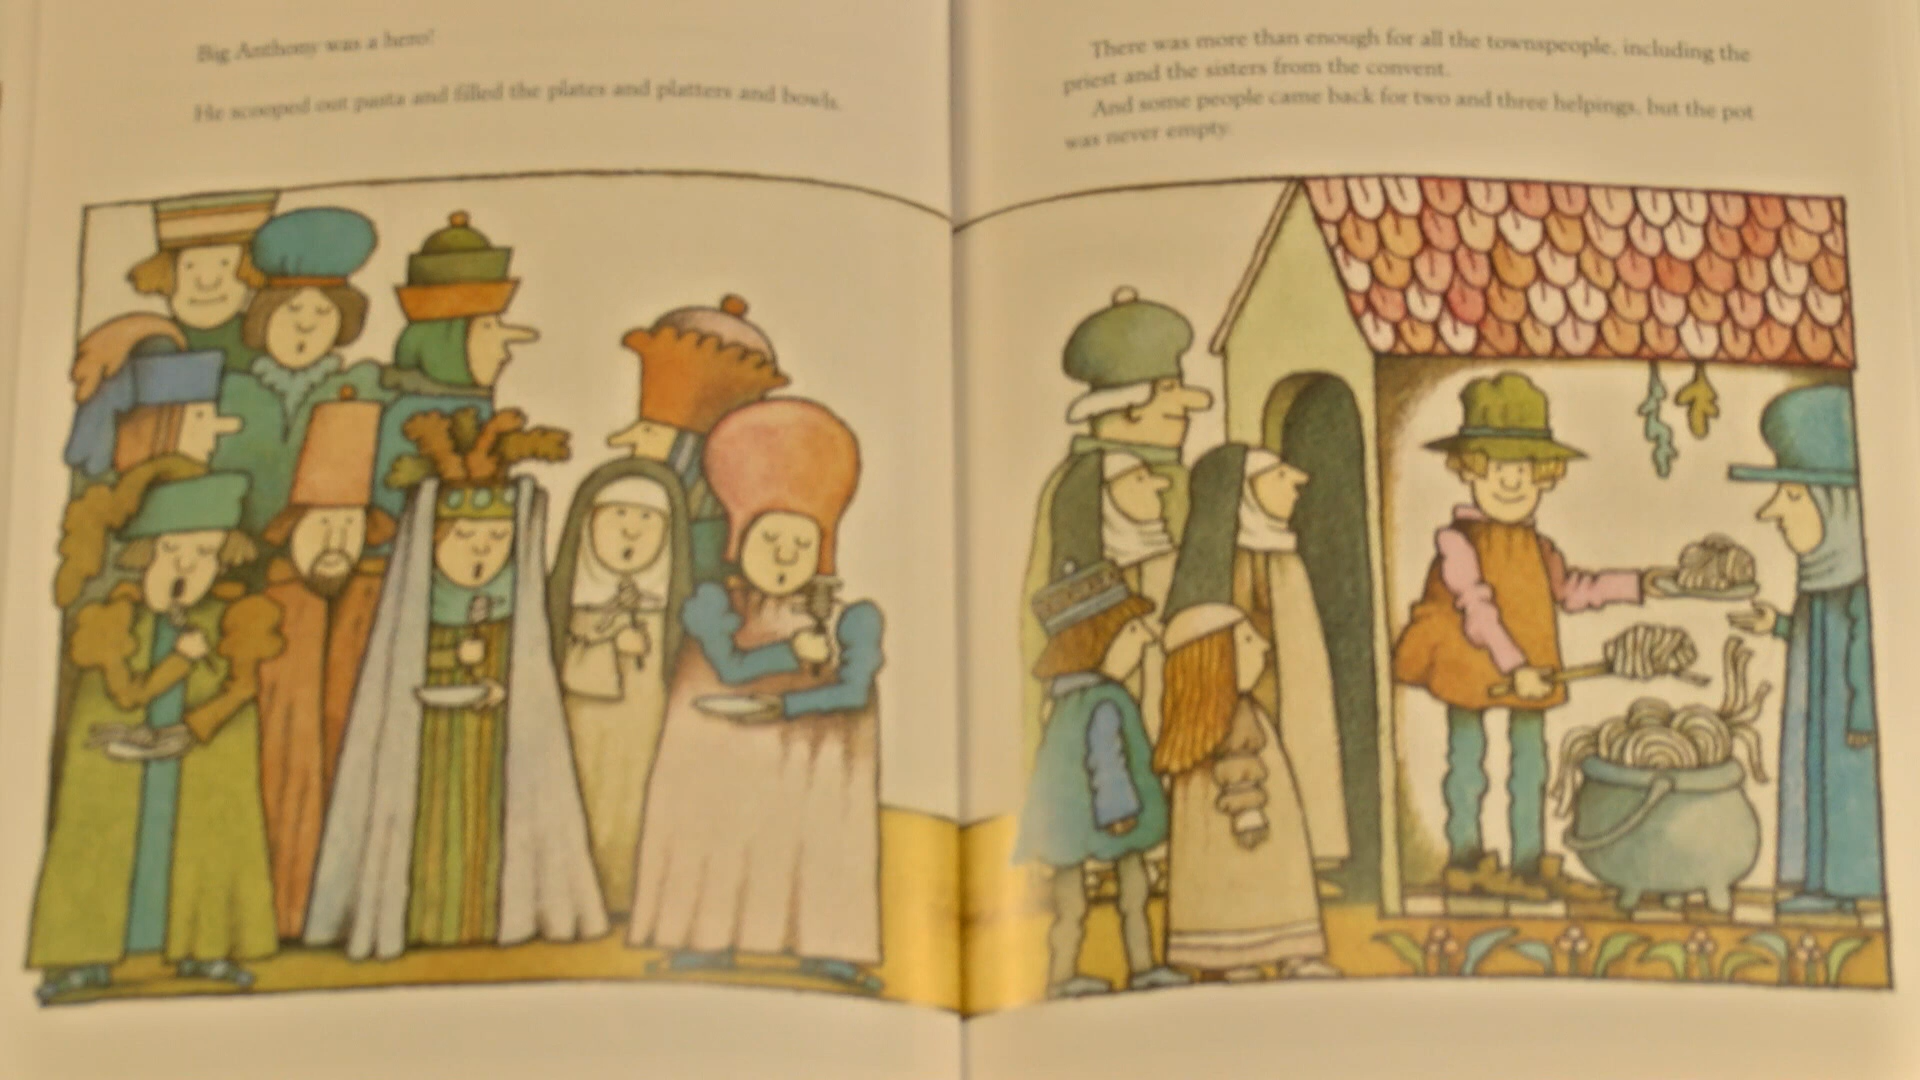 Big Anthony was a hero!
He scooped out pasta and filled the plates and platters and bowls.
There was more than enough for all the townspeople, including the
priest and the sisters from the convent.
And some people came back for two and three helpings, but the pot
was never empty.